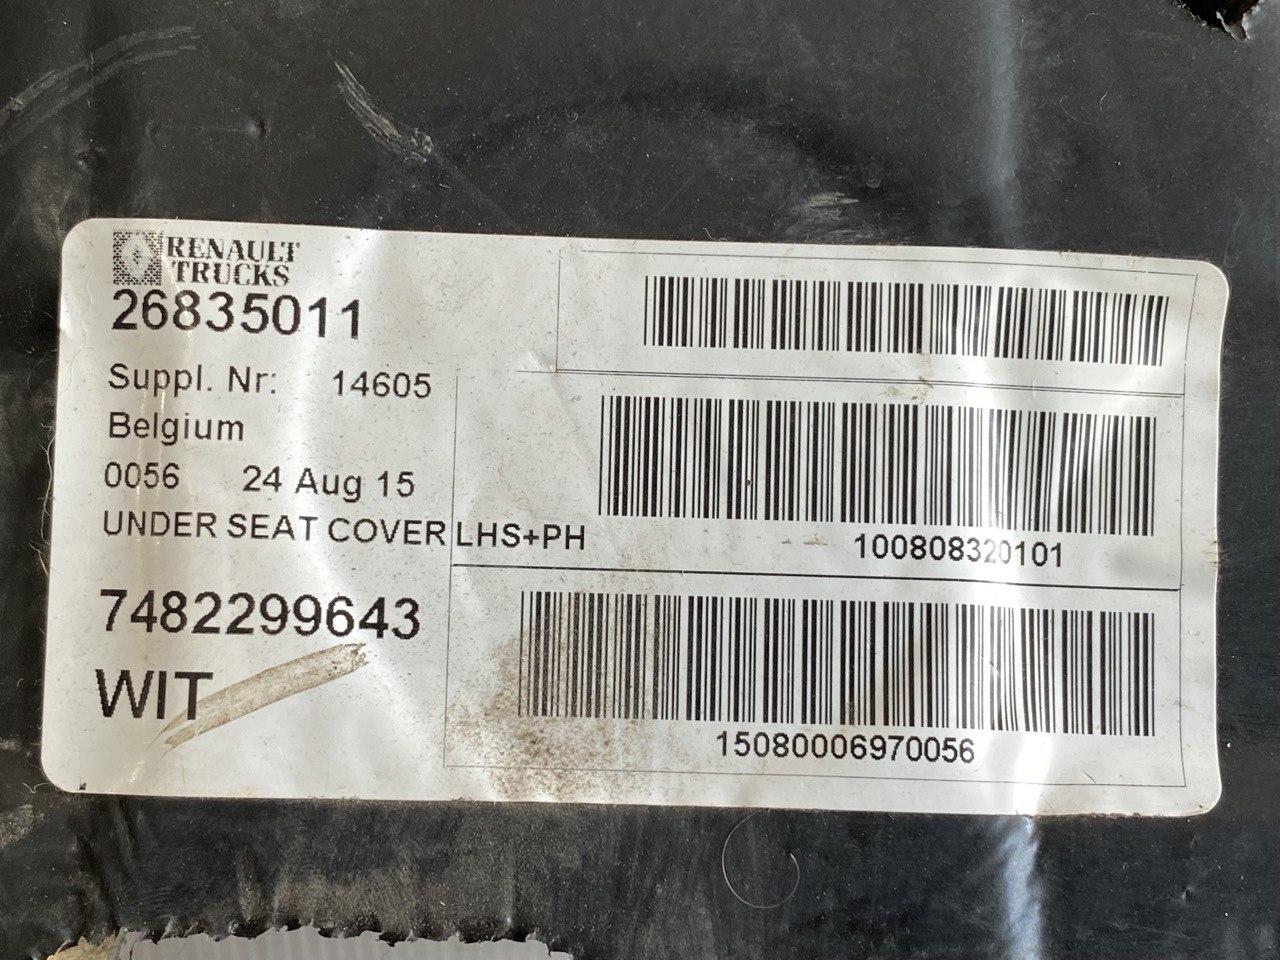 RENAULT
TRUCKS
26835011
Suppl. Nr: 14605
Belgium
0056 24 Aug 15
UNDER SEAT COVER LHS+PH
100808320101
7482299643
WIT
15080006970056